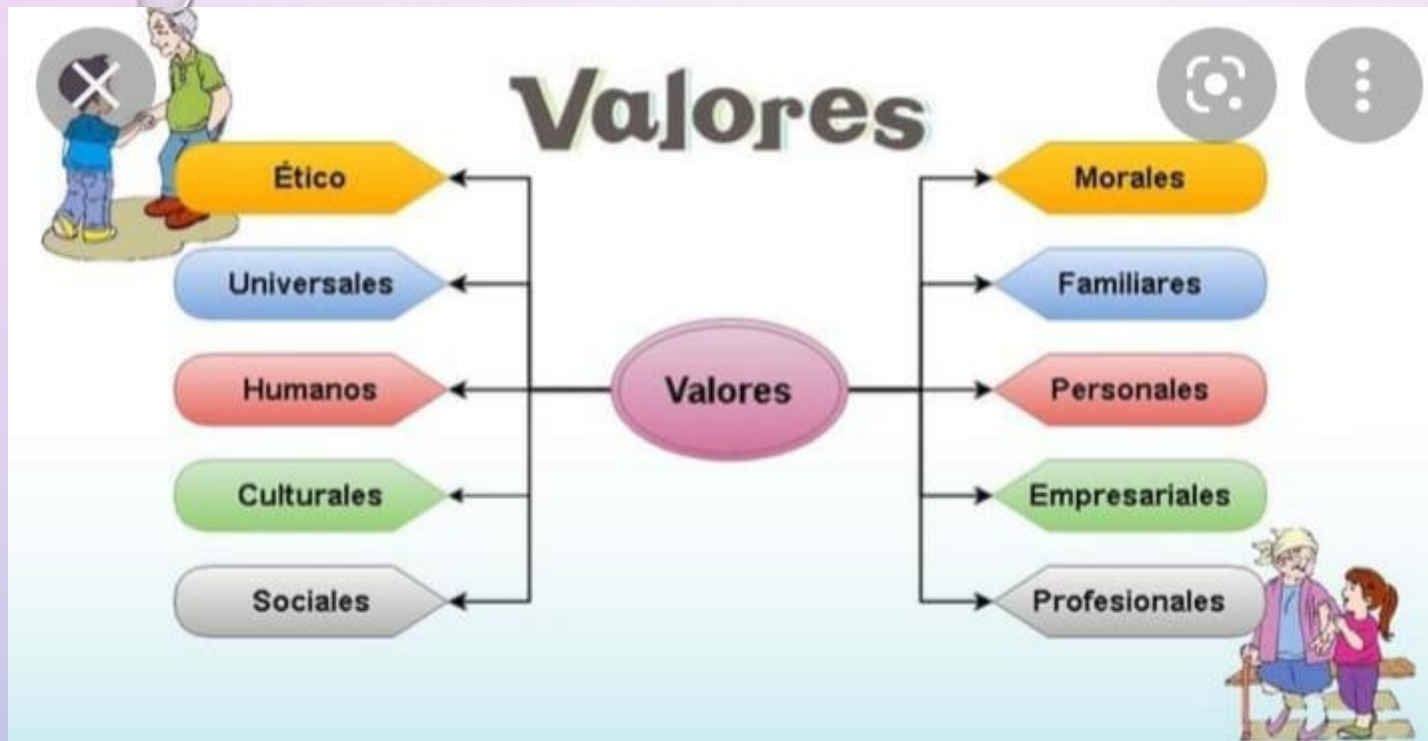 Valores
Ético
Universales
Humanos
Culturales
Sociales
Valores
Morales
Familiares
Personales
Empresariales
Profesionales